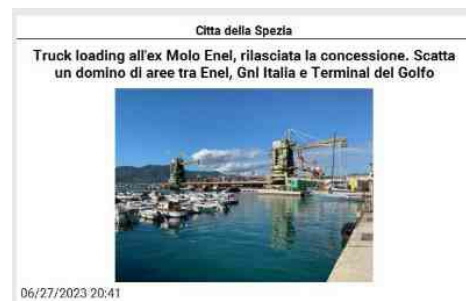 Citta della Spezia
Truck loading all'ex Molo Enel, rilasciata la concessione. Scatta
un domino di aree tra Enel, Gnl Italia e Terminal del Golfo
06/27/2023 20:41